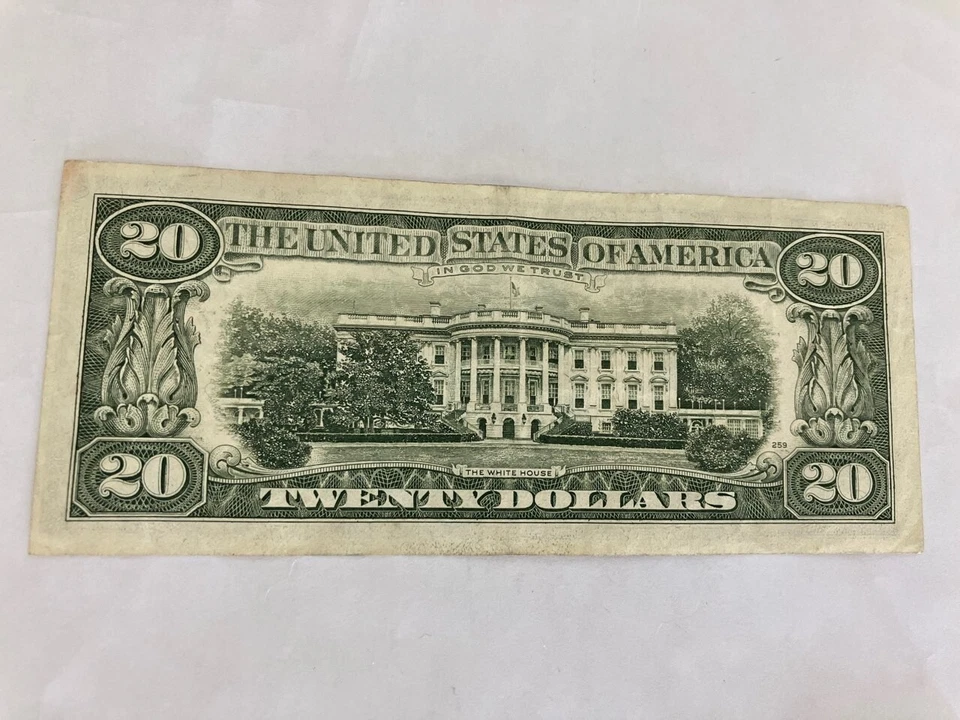 20 THE UNITED STATES OF AMERICA 20
IN GOD WE TRUST
259
THE WHITE HOUSE
20 TWENTY DOLLARS 20